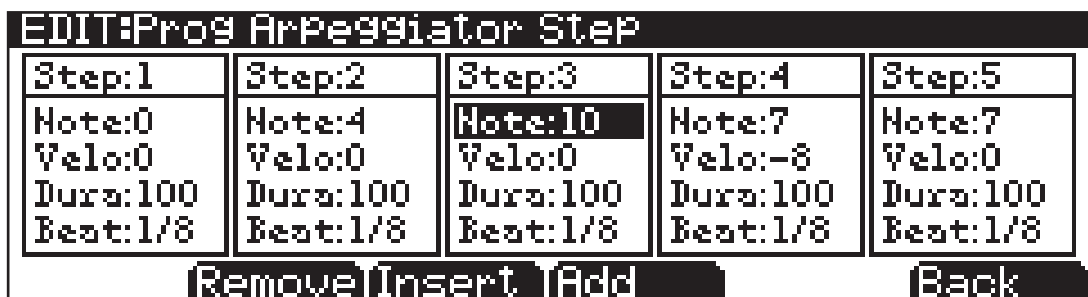 EDIT:Prog Arpeggiator Step
Step:1 Step:2 Step:3 Step:4 Step:5
Note:0 Note:4 Note:10 Note:7 Note:7
Velo:0 Velo:0 Velo:0 Velo:-8 Velo:0
Dura:100 Dura:100 Dura:100 Dura:100 Dura:100
Beat:1/8 Beat:1/8 Beat:1/8 Beat:1/8 Beat:1/8
Remove Insert Add Back